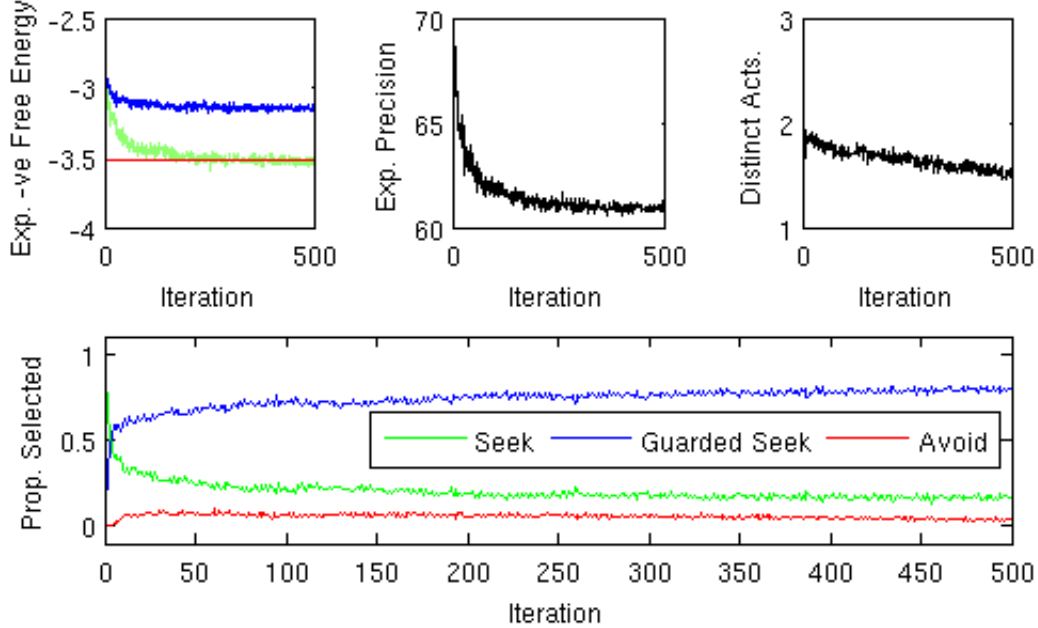 Exp. -ve Free Energy
-2.5
-3
-3.5
-4
0
500
Iteration
Exp. Precision
70
65
60
0
500
Iteration
Distinct Acts.
3
2
1
0
500
Iteration
Prop. Selected
1
0.5
0
Seek
Guarded Seek
Avoid
0 50 100 150 200 250 300 350 400 450 500
Iteration